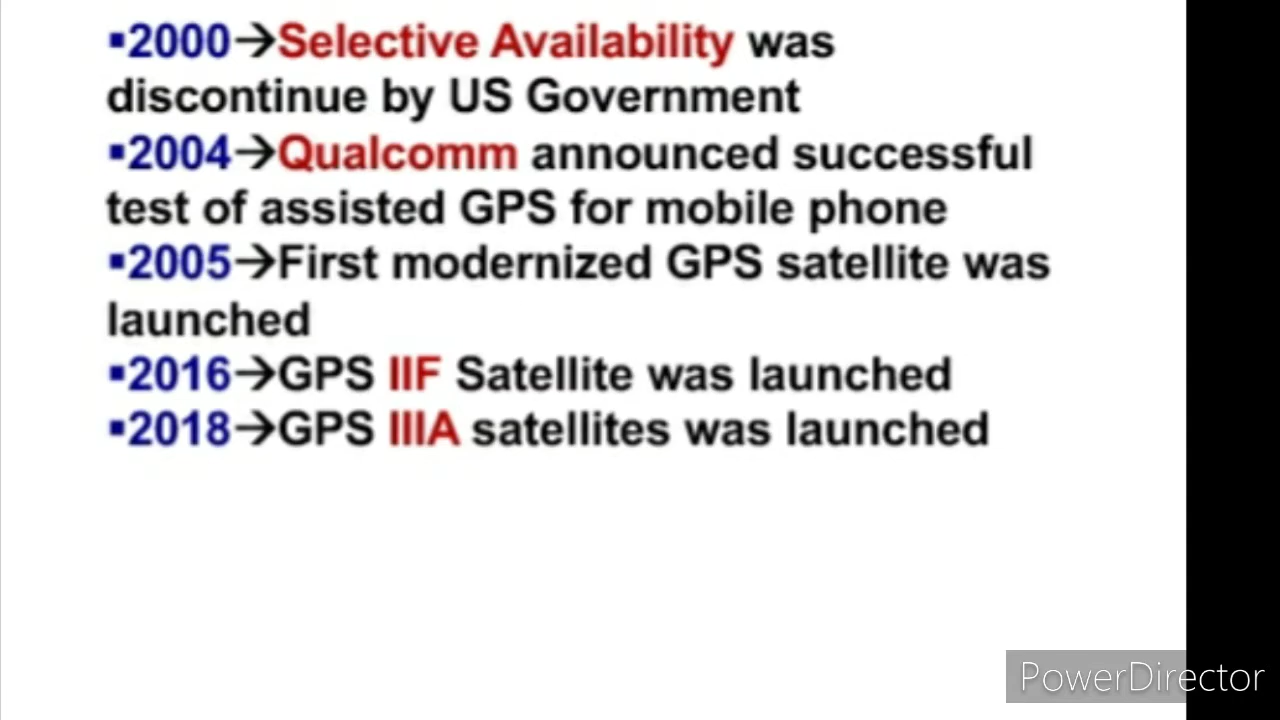 ▪2000→Selective Availability was
discontinue by US Government
▪2004→Qualcomm announced successful
test of assisted GPS for mobile phone
▪2005→First modernized GPS satellite was
launched
▪2016→GPS IIF Satellite was launched
▪2018→GPS IIIA satellites was launched
PowerDirector